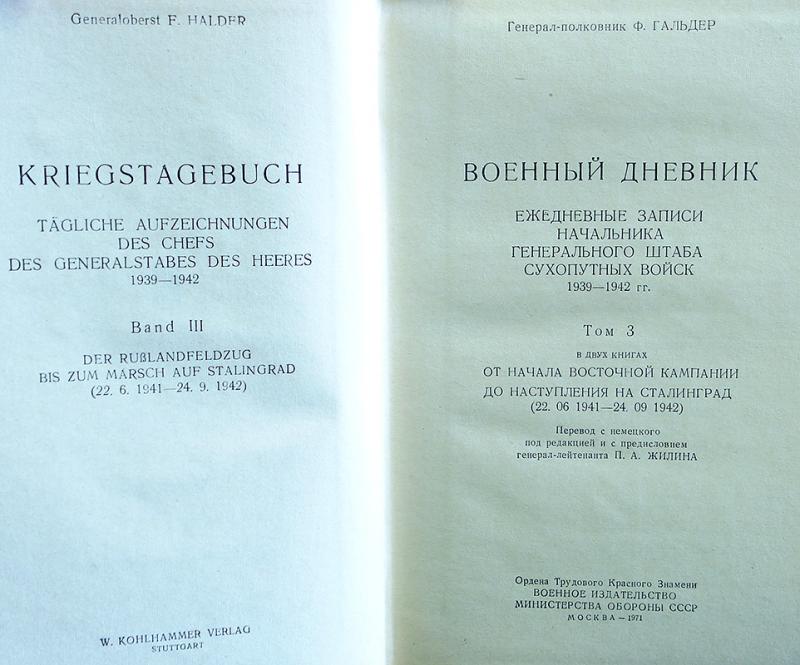 Generaloberst F. HALDER
KRIEGSTAGEBUCH
TÄGLICHE AUFZEICHNUNGEN
DES CHEFS
DES GENERALSTABES DES HEERES
1939—1942
Band III
DER RUßLANDFELDZUG
BIS ZUM MARSCH AUF STALINGRAD
(22. 6. 1941—24. 9. 1942)
W. KOHLHAMMER VERLAG
STUTTGART
Генерал-полковник Ф. ГАЛЬДЕР
ВОЕННЫЙ ДНЕВНИК
ЕЖЕДНЕВНЫЕ ЗАПИСИ
НАЧАЛЬНИКА
ГЕНЕРАЛЬНОГО ШТАБА
СУХОПУТНЫХ ВОЙСК
1939—1942 гг.
Том 3
В ДВУХ КНИГАХ
ОТ НАЧАЛА ВОСТОЧНОЙ КАМПАНИИ
ДО НАСТУПЛЕНИЯ НА СТАЛИНГРАД
(22. 06 1941—24. 09 1942)
Перевод с немецкого
под редакцией и с предисловием
генерал-лейтенанта П. А. ЖИЛИНА
Ордена Трудового Красного Знамени
ВОЕННОЕ ИЗДАТЕЛЬСТВО
МИНИСТЕРСТВА ОБОРОНЫ СССР
МОСКВА—1971